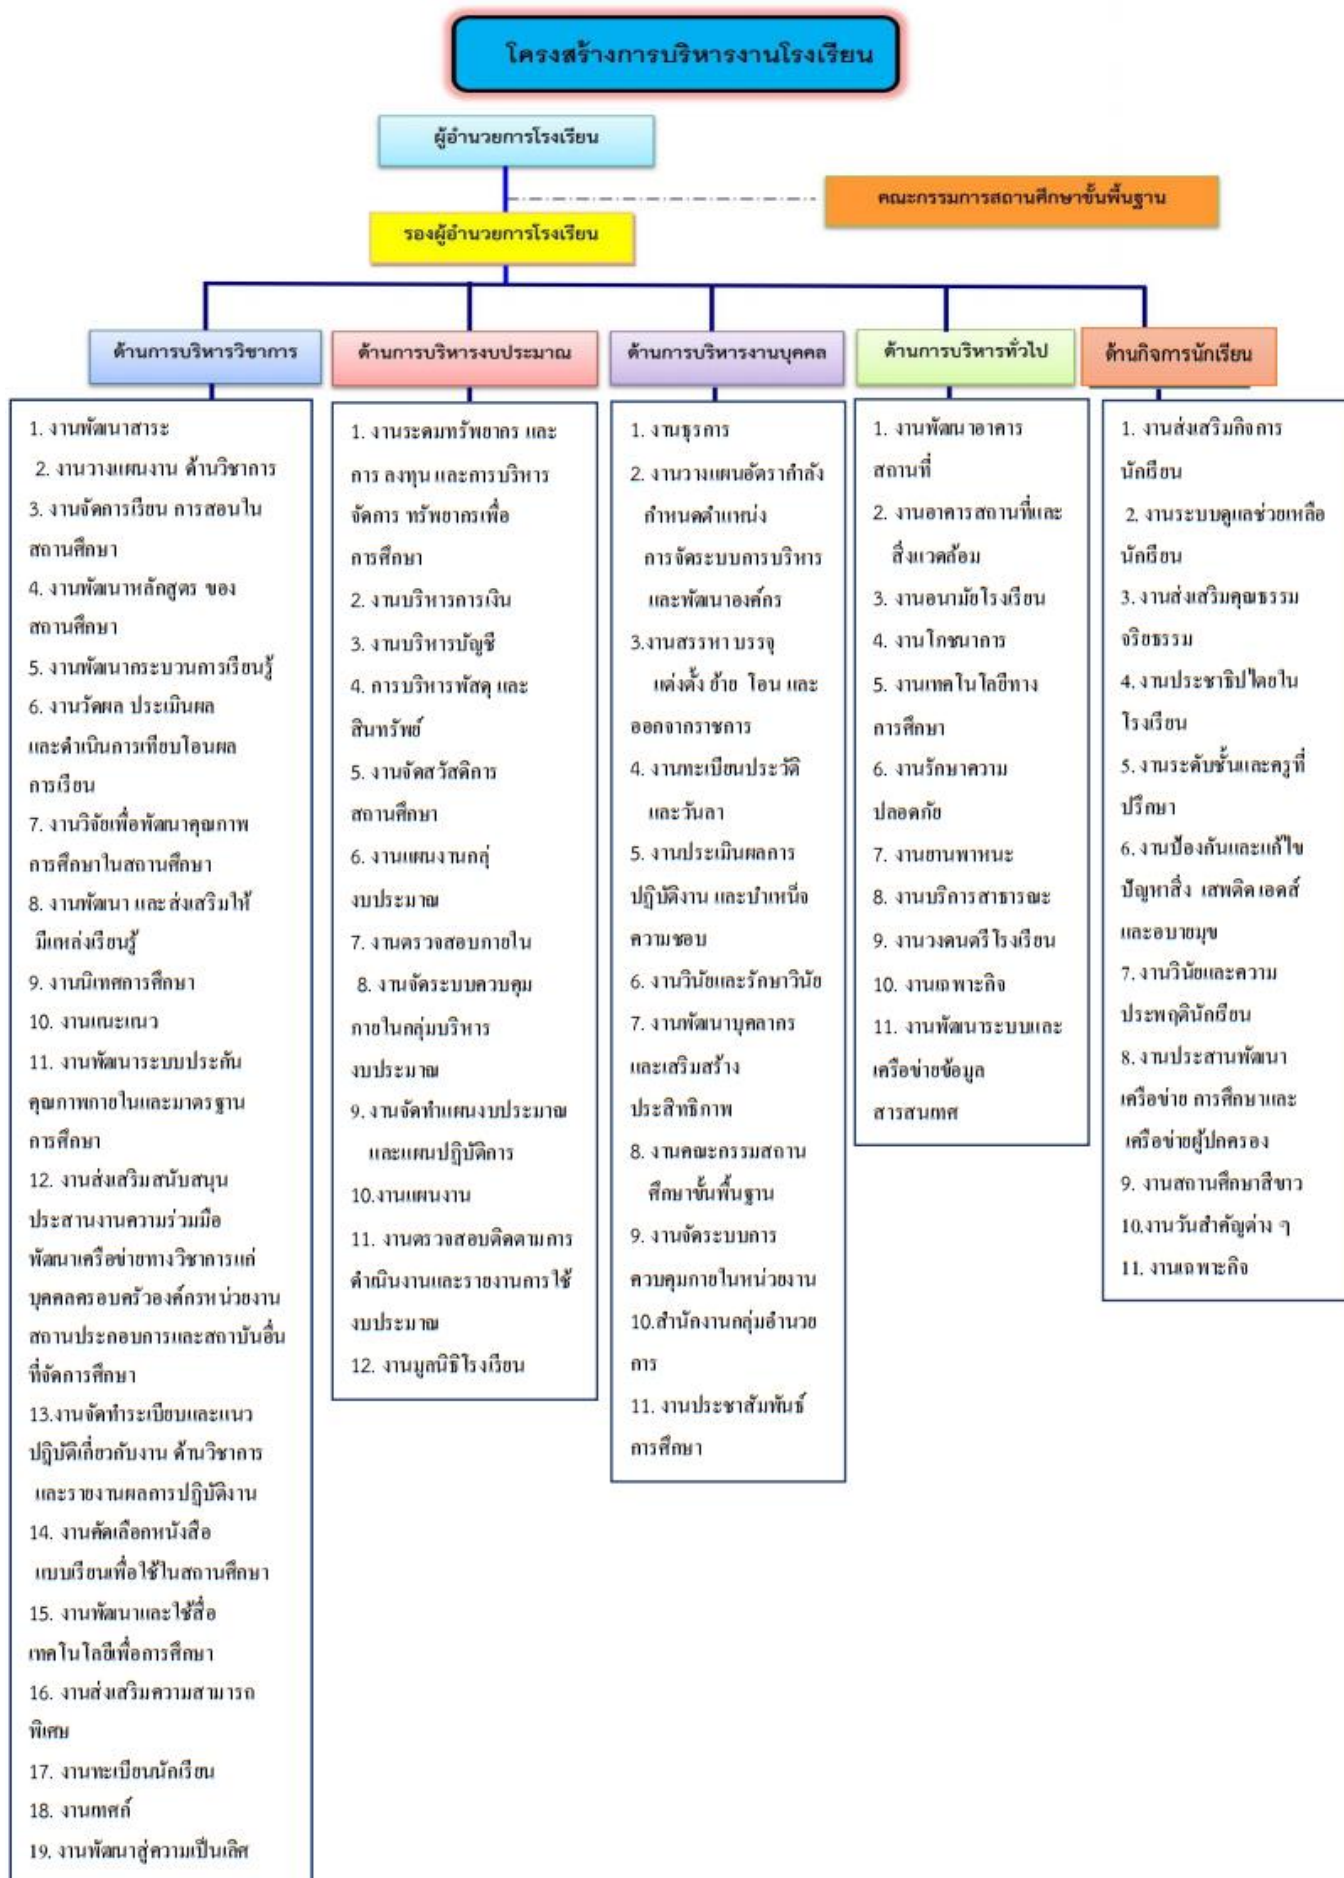 โครงสร้างการบริหารงานโรงเรียน
ผู้อำนวยการโรงเรียน
คณะกรรมการสถานศึกษาขั้นพื้นฐาน
รองผู้อำนวยการโรงเรียน
ด้านการบริหารวิชาการ
1. งานพัฒนาสาระ
2. งานวางแผนงาน ด้านวิชาการ
3. งานจัดการเรียน การสอนใน
สถานศึกษา
4. งานพัฒนาหลักสูตร ของ
สถานศึกษา
5. งานพัฒนากระบวนการเรียนรู้
6. งานวัดผล ประเมินผล
และดำเนินการเทียบโอนผล
การเรียน
7. งานวิจัยเพื่อพัฒนาคุณภาพ
การศึกษาในสถานศึกษา
8. งานพัฒนา และส่งเสริมให้
มีแหล่งเรียนรู้
9. งานนิเทศการศึกษา
10. งานแนะแนว
11. งานพัฒนาระบบประกัน
คุณภาพภายในและมาตรฐาน
การศึกษา
12. งานส่งเสริมสนับสนุน
ประสานงานความร่วมมือ
พัฒนาเครือข่ายทางวิชาการแก่
บุคคลครอบครัวองค์กรหน่วยงาน
สถานประกอบการและสถาบันอื่น
ที่จัดการศึกษา
13.งานจัดทำระเบียบและแนว
ปฏิบัติเกี่ยวกับงาน ด้านวิชาการ
และรายงานผลการปฏิบัติงาน
14. งานคัดเลือกหนังสือ
แบบเรียนเพื่อใช้ในสถานศึกษา
15. งานพัฒนาและใช้สื่อ
เทคโนโลยีเพื่อการศึกษา
16. งานส่งเสริมความสามารถ
พิเศษ
17. งานทะเบียนนักเรียน
18. งานเทศก์
19. งานพัฒนาสู่ความเป็นเลิศ
ด้านการบริหารงบประมาณ
1. งานระดมทรัพยากร และ
การ ลงทุน และการบริหาร
จัดการ ทรัพยากรเพื่อ
การศึกษา
2. งานบริหารการเงิน
3. งานบริหารบัญชี
4. การบริหารพัสดุ และ
สินทรัพย์
5. งานจัดสวัสดิการ
สถานศึกษา
6. งานแผนงานกลุ่
งบประมาณ
7. งานตรวจสอบภายใน
8. งานจัดระบบควบคุม
ภายในกลุ่มบริหาร
งบประมาณ
9. งานจัดทำแผนงบประมาณ
และแผนปฏิบัติการ
10.งานแผนงาน
11. งานตรวจสอบติดตามการ
ดำเนินงานและรายงานการใช้
งบประมาณ
12. งานมูลนิธิโรงเรียน
ด้านการบริหารงานบุคคล
1. งานธุรการ
2. งานวางแผนอัตรากำลัง
กำหนดตำแหน่ง
การจัดระบบการบริหาร
และพัฒนาองค์กร
3.งานสรรหา บรรจุ
แต่งตั้ง ย้าย โอน และ
ออกจากราชการ
4. งานทะเบียนประวัติ
และวันลา
5. งานประเมินผลการ
ปฏิบัติงาน และบำเหน็จ
ความชอบ
6. งานวินัยและรักษาวินัย
7. งานพัฒนาบุคลากร
และเสริมสร้าง
ประสิทธิภาพ
8. งานคณะกรรมสถาน
ศึกษาขั้นพื้นฐาน
9. งานจัดระบบการ
ควบคุมภายในหน่วยงาน
10.สำนักงานกลุ่มอำนวย
การ
11. งานประชาสัมพันธ์
การศึกษา
ด้านการบริหารทั่วไป
1. งานพัฒนาอาคาร
สถานที่
2. งานอาคารสถานที่และ
สิ่งแวดล้อม
3. งานอนามัยโรงเรียน
4. งานโภชนาการ
5. งานเทคโนโลยีทาง
การศึกษา
6. งานรักษาความ
ปลอดภัย
7. งานยานพาหนะ
8. งานบริการสาธารณะ
9. งานวงดนตรีโรงเรียน
10. งานเฉพาะกิจ
11. งานพัฒนาระบบและ
เครือข่ายข้อมูล
สารสนเทศ
ด้านกิจการนักเรียน
1. งานส่งเสริมกิจการ
นักเรียน
2. งานระบบดูแลช่วยเหลือ
นักเรียน
3. งานส่งเสริมคุณธรรม
จริยธรรม
4. งานประชาธิปไตยใน
โรงเรียน
5. งานระดับชั้นและครูที่
ปรึกษา
6. งานป้องกันและแก้ไข
ปัญหาสิ่ง เสพติด เอดส์
และอบายมุข
7. งานวินัยและความ
ประพฤตินักเรียน
8. งานประสานพัฒนา
เครือข่าย การศึกษาและ
เครือข่ายผู้ปกครอง
9. งานสถานศึกษาสีขาว
10.งานวันสำคัญต่าง ๆ
11. งานเฉพาะกิจ